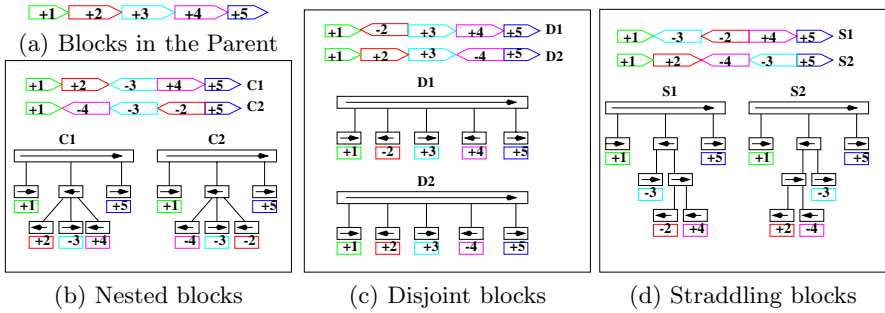 +1 +2 +3 +4 +5
(a) Blocks in the Parent
+1 +2 -3 +4 +5 C1
+1 -4 -3 -2 +5 C2
C1 C2
+1 +5 +1 +5
+2 -3 +4 -4 -3 -2
(b) Nested blocks
+1 -2 +3 +4 +5 D1
+1 +2 +3 -4 +5 D2
D1
+1 -2 +3 +4 +5
D2
+1 +2 +3 -4 +5
(c) Disjoint blocks
+1 -3 -2 +4 +5 S1
+1 +2 -4 -3 +5 S2
S1 S2
+1 +5 +1 +5
-3 -3
-2 +4 +2 -4
(d) Straddling blocks